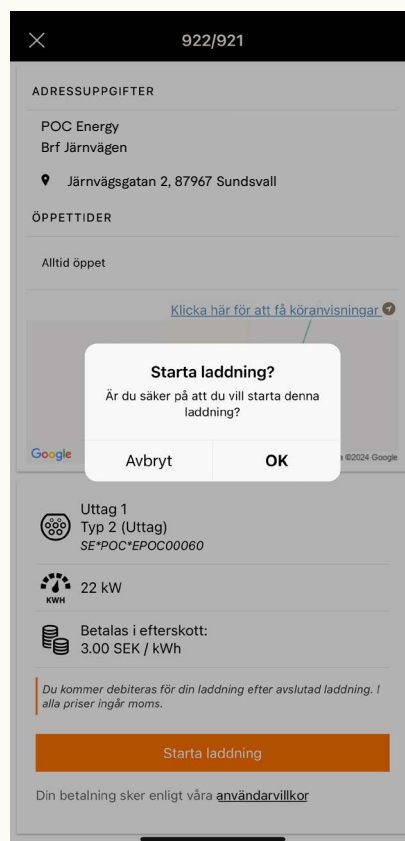 922/921
ADRESSUPPGIFTER
POC Energy
Brf Järnvägen
Järnvägsgatan 2, 87967 Sundsvall
ÖPPETTIDER
Alltid öppet
Klicka här för att få köranvisningar
Starta laddning?
Är du säker på att du vill starta denna
laddning?
Avbryt OK
Google ©2024 Google
Uttag 1
Typ 2 (Uttag)
SE*POC*EPOC00060
KWH 22 kW
Betalas i efterskott:
3.00 SEK / kWh
Du kommer debiteras för din laddning efter avslutad laddning. I
alla priser ingår moms.
Starta laddning
Din betalning sker enligt våra användarvillkor